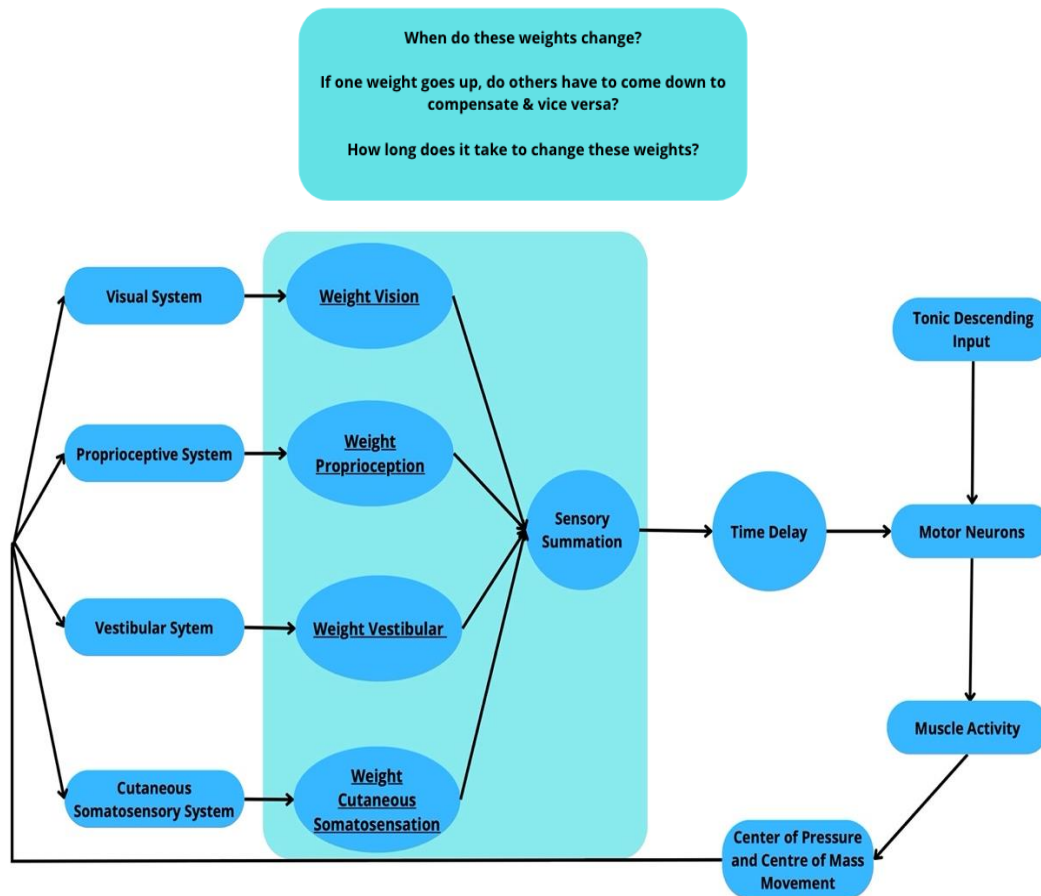 When do these weights change?
If one weight goes up, do others have to come down to
compensate & vice versa?
How long does it take to change these weights?
Visual System
Weight Vision
Tonic Descending
Input
Proprioceptive System
Weight
Proprioception
Sensory
Summation
Time Delay
Motor Neurons
Vestibular Sytem
Weight Vestibular
Muscle Activity
Cutaneous
Somatosensory System
Weight
Cutaneous
Somatosensation
Center of Pressure
and Centre of Mass
Movement